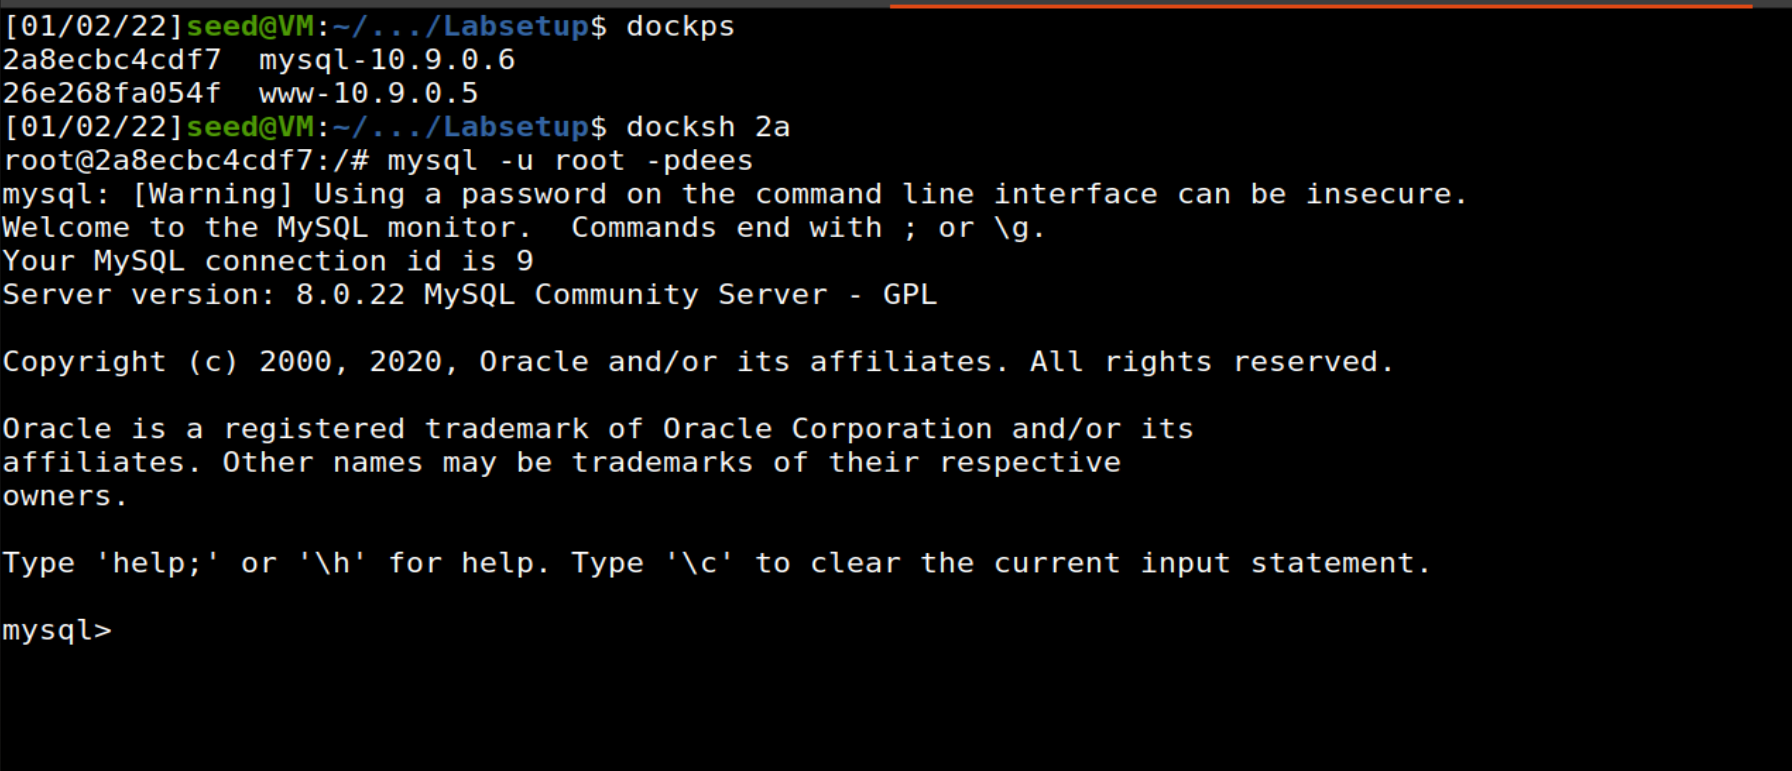 [01/02/22]seed@VM:~/.../Labsetup$ dockps
2a8ecbc4cdf7  mysql-10.9.0.6
26e268fa054f  www-10.9.0.5
[01/02/22]seed@VM:~/.../Labsetup$ docksh 2a
root@2a8ecbc4cdf7:/# mysql -u root -pdees
mysql: [Warning] Using a password on the command line interface can be insecure.
Welcome to the MySQL monitor.  Commands end with ; or \g.
Your MySQL connection id is 9
Server version: 8.0.22 MySQL Community Server - GPL

Copyright (c) 2000, 2020, Oracle and/or its affiliates. All rights reserved.

Oracle is a registered trademark of Oracle Corporation and/or its
affiliates. Other names may be trademarks of their respective
owners.

Type 'help;' or '\h' for help. Type '\c' to clear the current input statement.

mysql>